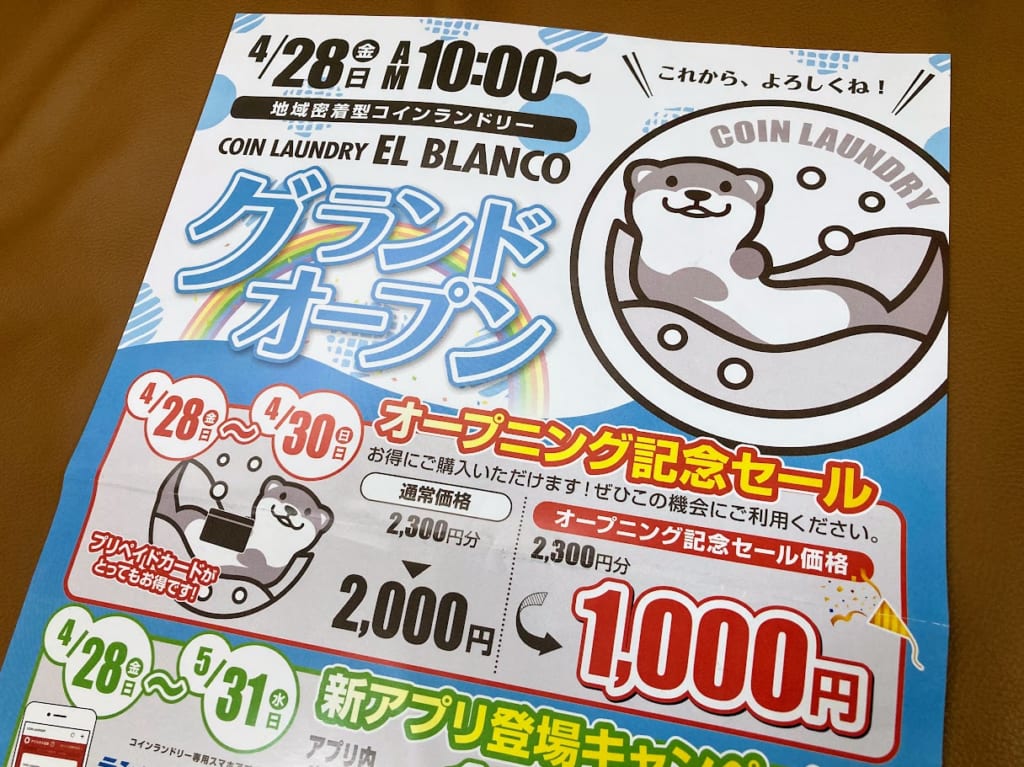 4/28金日 AM 10:00～
これから、よろしくね!
地域密着型コインランドリー
COIN LAUNDRY EL BLANCO
COIN LAUNDRY
グランド
オープン
4/28金日～4/30日日
オープニング記念セール
お得にご購入いただけます!ぜひこの機会にご利用ください。
通常価格
2,300円分
2,000円
オープニング記念セール価格
2,300円分
1,000円
プリペイドカードが
とってもお得です!
4/28金日～5/31水日
新アプリ登場キャンペ
アプリ内
コインランドリー専用スマホ